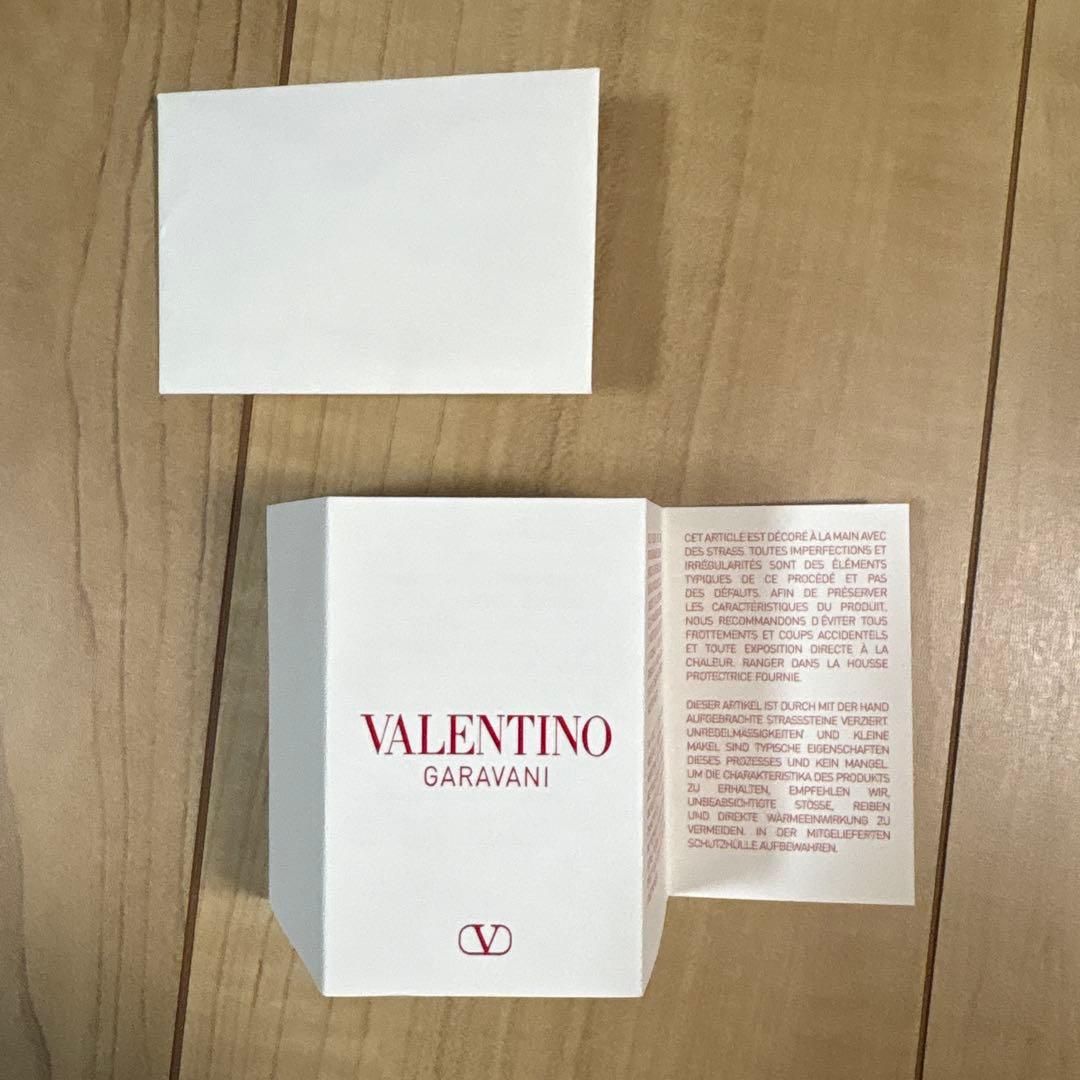 VALENTINO
GARAVANI
V
CET ARTICLE EST DÉCORÉ À LA MAIN AVEC
DES STRASS. TOUTES IMPERFECTIONS ET
IRRÉGULARITÉS SONT DES ÉLÉMENTS
TYPIQUES DE CE PROCÉDÉ ET PAS
DES DÉFAUTS. AFIN DE PRÉSERVER
LES CARACTÉRISTIQUES DU PRODUIT,
NOUS RECOMMANDONS D'ÉVITER TOUS
FROTTEMENTS ET COUPS ACCIDENTELS
ET TOUTE EXPOSITION DIRECTE À LA
CHALEUR. RANGER DANS LA HOUSSE
PROTECTRICE FOURNIE.
DIESER ARTIKEL IST DURCH MIT DER HAND
AUFGEBRACHTE STRASSSTEINE VERZIERT.
UNREGELMÄSSIGKEITEN UND KLEINE
MAKEL SIND TYPISCHE EIGENSCHAFTEN
DIESES PROZESSES UND KEIN MANGEL.
UM DIE CHARAKTERISTIKA DES PRODUKTS
ZU ERHALTEN, EMPFEHLEN WIR,
UNBEABSICHTIGTE STÖSSE, REIBEN
UND DIREKTE WÄRMEEINWIRKUNG ZU
VERMEIDEN. IN DER MITGELIEFERTEN
SCHUTZHÜLLE AUFBEWAHREN.